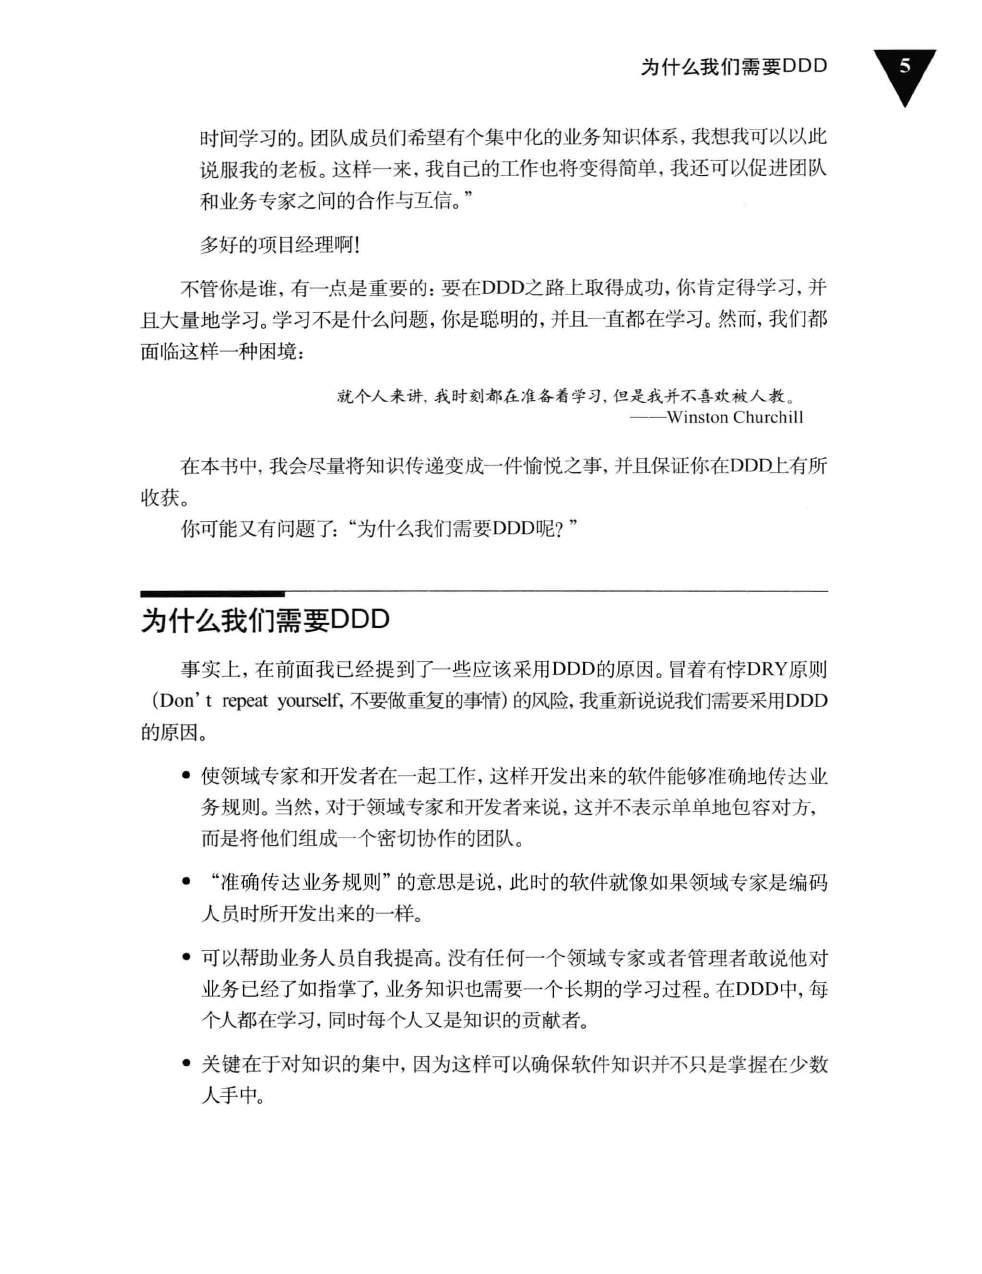 为什么我们需要DDD
5
时间学习的。团队成员们希望有个集中化的业务知识体系，我想我可以以此
说服我的老板。这样一来，我自己的工作也将变得简单，我还可以促进团队
和业务专家之间的合作与互信。”
多好的项目经理啊！
不管你是谁，有一点是重要的：要在DDD之路上取得成功，你肯定得学习，并
且大量地学习。学习不是什么问题，你是聪明的，并且一直都在学习。然而，我们都
面临这样一种困境：
就个人来讲，我时刻都在准备着学习，但是我并不喜欢被人教。
——Winston Churchill
在本书中，我会尽量将知识传递变成一件愉悦之事，并且保证你在DDD上有所
收获。
你可能又有问题了：“为什么我们需要DDD呢？”
为什么我们需要DDD
事实上，在前面我已经提到了一些应该采用DDD的原因。冒着有悖DRY原则
（Don’t repeat yourself，不要做重复的事情）的风险，我重新说说我们需要采用DDD
的原因。
• 使领域专家和开发者在一起工作，这样开发出来的软件能够准确地传达业
务规则。当然，对于领域专家和开发者来说，这并不表示单单地包容对方，
而是将他们组成一个密切协作的团队。
• “准确传达业务规则”的意思是说，此时的软件就像如果领域专家是编码
人员时所开发出来的一样。
• 可以帮助业务人员自我提高。没有任何一个领域专家或者管理者敢说他对
业务已经了如指掌了，业务知识也需要一个长期的学习过程。在DDD中，每
个人都在学习，同时每个人又是知识的贡献者。
• 关键在于对知识的集中，因为这样可以确保软件知识并不只是掌握在少数
人手中。